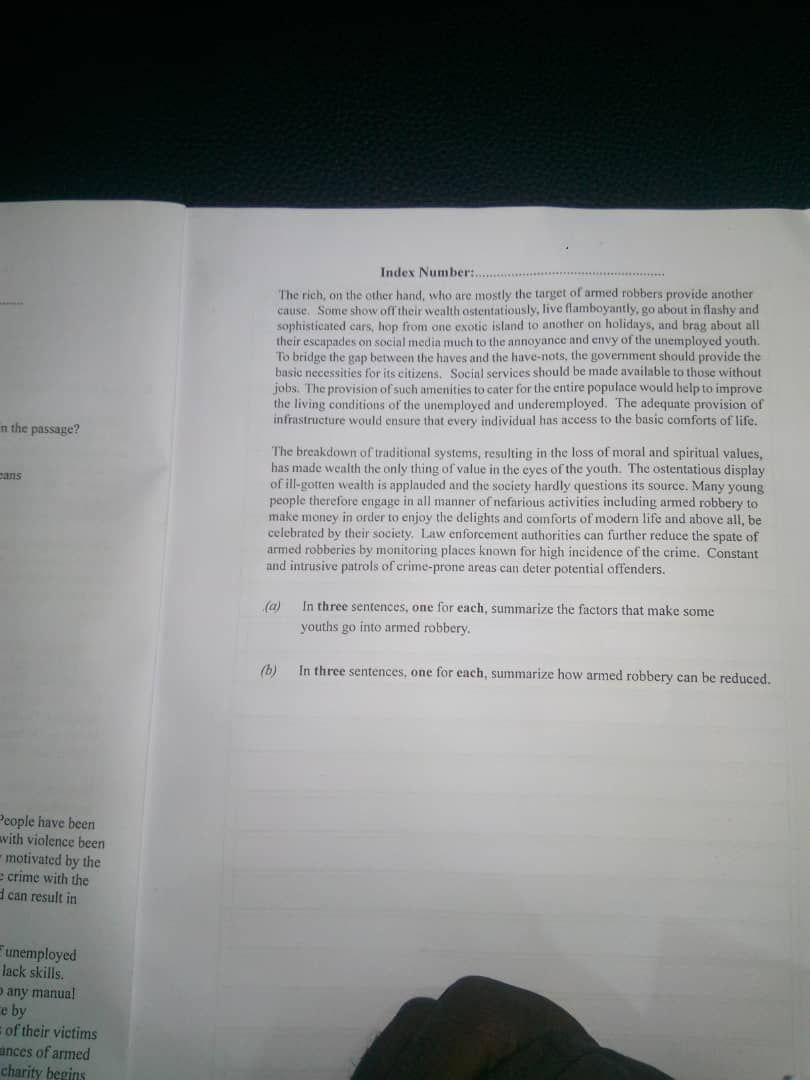 n the passage?
eans
People have been
with violence been
motivated by the
crime with the
can result in
unemployed
lack skills.
any manual
e by
of their victims
ances of armed
charity begins
Index Number:..........................................................
The rich, on the other hand, who are mostly the target of armed robbers provide another
cause. Some show off their wealth ostentatiously, live flamboyantly, go about in flashy and
sophisticated cars, hop from one exotic island to another on holidays, and brag about all
their escapades on social media much to the annoyance and envy of the unemployed youth.
To bridge the gap between the haves and the have-nots, the government should provide the
basic necessities for its citizens. Social services should be made available to those without
jobs. The provision of such amenities to cater for the entire populace would help to improve
the living conditions of the unemployed and underemployed. The adequate provision of
infrastructure would ensure that every individual has access to the basic comforts of life.
The breakdown of traditional systems, resulting in the loss of moral and spiritual values,
has made wealth the only thing of value in the eyes of the youth. The ostentatious display
of ill-gotten wealth is applauded and the society hardly questions its source. Many young
people therefore engage in all manner of nefarious activities including armed robbery to
make money in order to enjoy the delights and comforts of modern life and above all, be
celebrated by their society. Law enforcement authorities can further reduce the spate of
armed robberies by monitoring places known for high incidence of the crime. Constant
and intrusive patrols of crime-prone areas can deter potential offenders.
(a) In three sentences, one for each, summarize the factors that make some
youths go into armed robbery.
(b) In three sentences, one for each, summarize how armed robbery can be reduced.